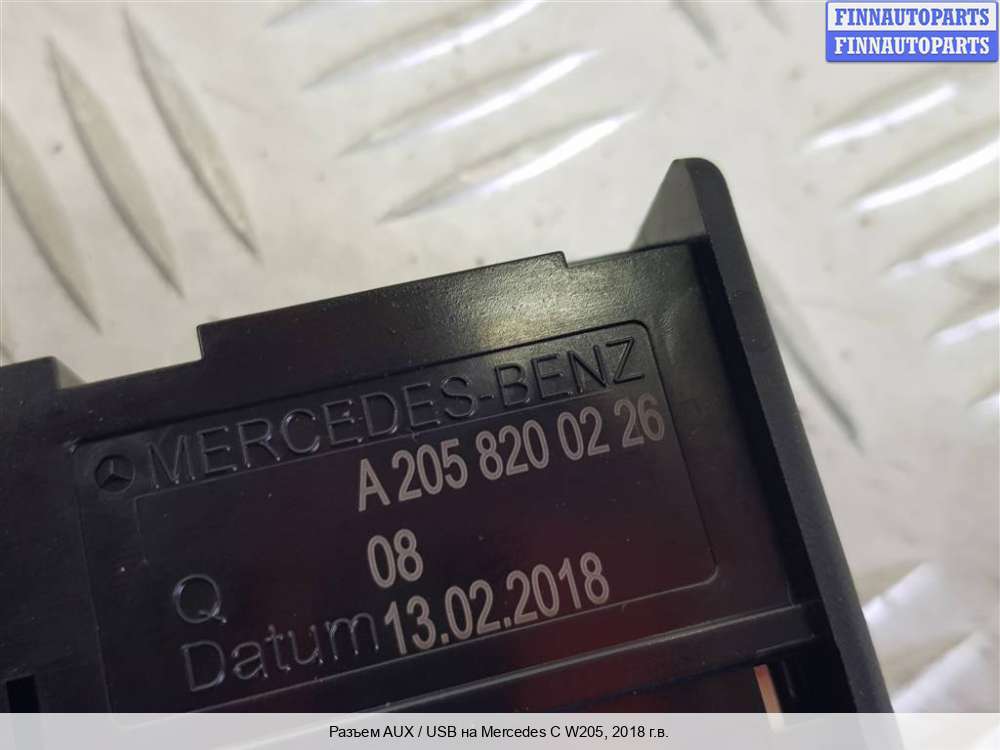 FINNAUTOPARTS
FINNAUTOPARTS
MERCEDES-BENZ
A 205 820 02 26
08
Q
Datum 13.02.2018
Разъем AUX / USB на Mercedes C W205, 2018 г.в.